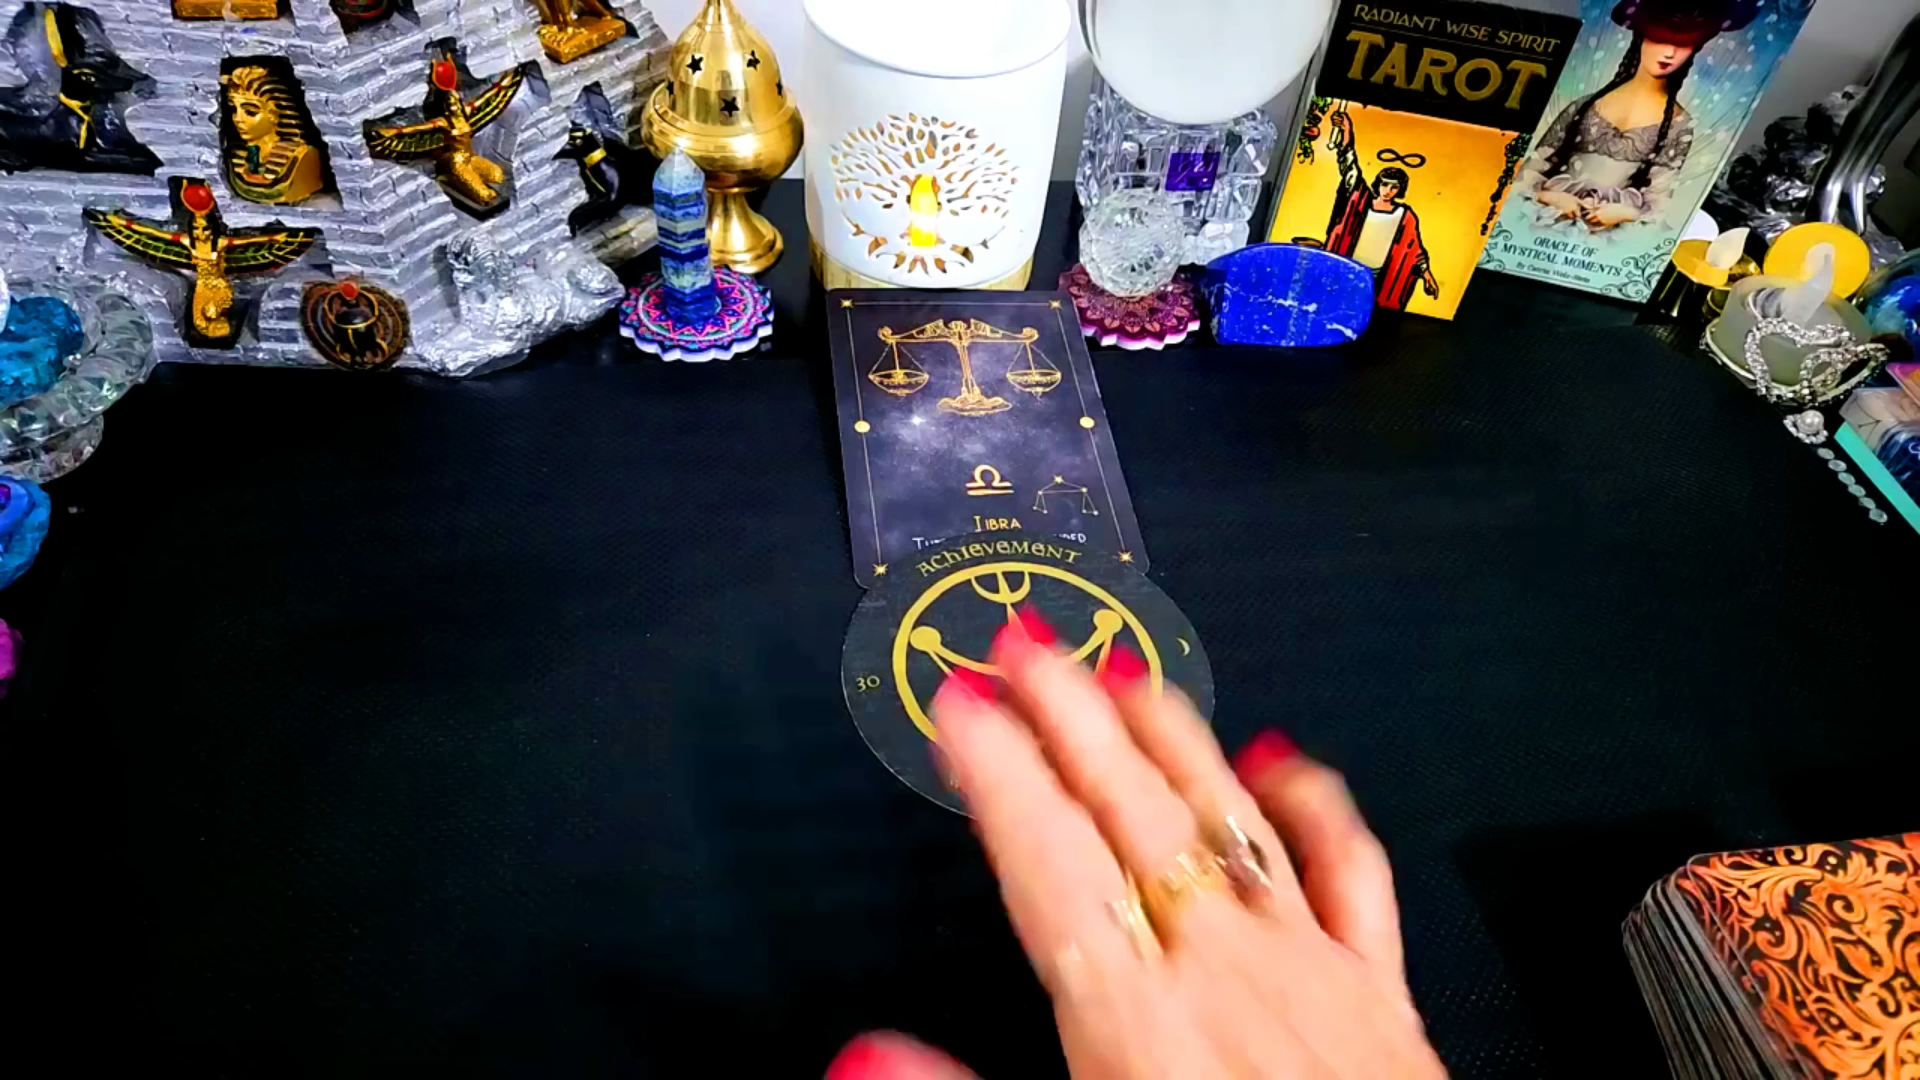 RADIANT WISE SPIRIT
TAROT
ORACLE OF
MYSTICAL MOMENTS
LIBRA
ACHIEVEMENT
30